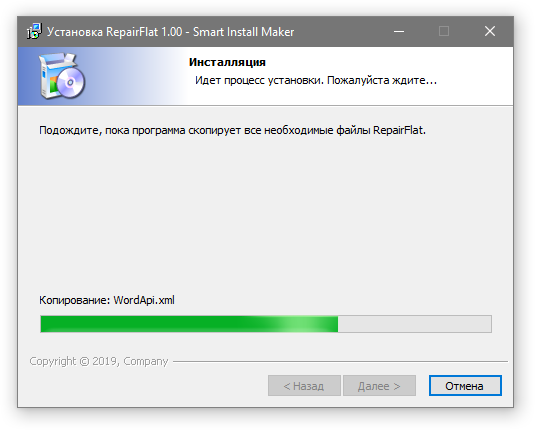 Установка RepairFlat 1.00 - Smart Install Maker
Инсталляция
Идет процесс установки. Пожалуйста ждите...
Подождите, пока программа скопирует все необходимые файлы RepairFlat.
Копирование: WordApi.xml
Copyright © 2019, Company
< Назад
Далее >
Отмена